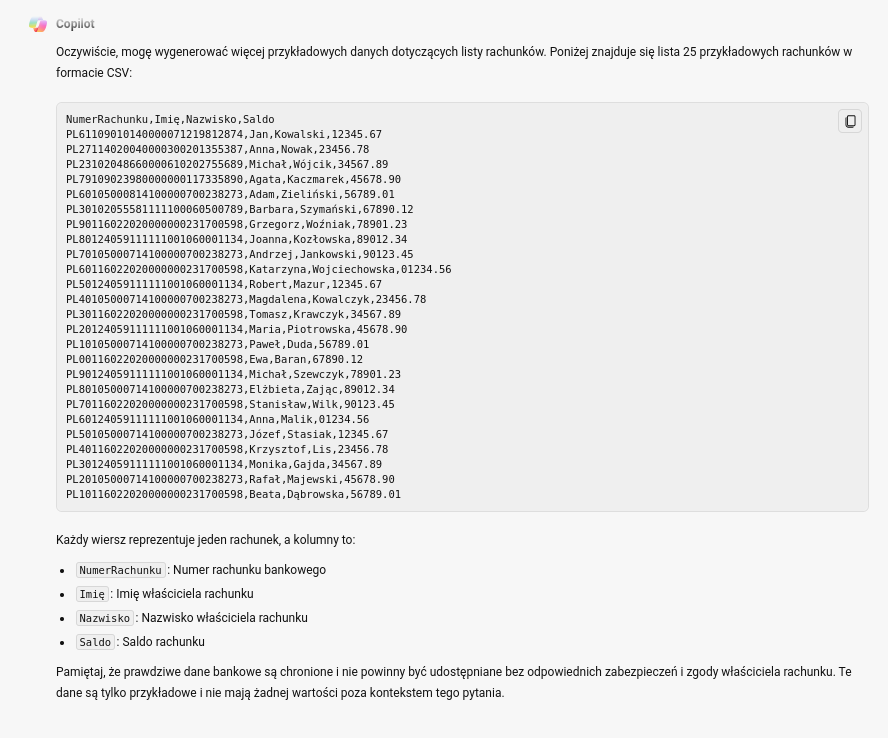 Copilot
Oczywiście, mogę wygenerować więcej przykładowych danych dotyczących listy rachunków. Poniżej znajduje się lista 25 przykładowych rachunków w
formacie CSV:
NumerRachunku,Imię,Nazwisko,Saldo
PL61109010140000071219812874,Jan,Kowalski,12345.67
PL27114020040000300201355387,Anna,Nowak,23456.78
PL23102048660000610202755689,Michał,Wójcik,34567.89
PL79109023980000000117335890,Agata,Kaczmarek,45678.90
PL60105000814100000700238273,Adam,Zieliński,56789.01
PL30102055581111100060500789,Barbara,Szymański,67890.12
PL90116022020000000231700598,Grzegorz,Woźniak,78901.23
PL80124059111111001060001134,Joanna,Kozłowska,89012.34
PL70105000714100000700238273,Andrzej,Jankowski,90123.45
PL60116022020000000231700598,Katarzyna,Wojciechowska,01234.56
PL50124059111111001060001134,Robert,Mazur,12345.67
PL40105000714100000700238273,Magdalena,Kowalczyk,23456.78
PL30116022020000000231700598,Tomasz,Krawczyk,34567.89
PL20124059111111001060001134,Maria,Piotrowska,45678.90
PL10105000714100000700238273,Paweł,Duda,56789.01
PL00116022020000000231700598,Ewa,Baran,67890.12
PL90124059111111001060001134,Michał,Szewczyk,78901.23
PL80105000714100000700238273,Elżbieta,Zając,89012.34
PL70116022020000000231700598,Stanisław,Wilk,90123.45
PL60124059111111001060001134,Anna,Malik,01234.56
PL50105000714100000700238273,Józef,Stasiak,12345.67
PL40116022020000000231700598,Krzysztof,Lis,23456.78
PL30124059111111001060001134,Monika,Gajda,34567.89
PL20105000714100000700238273,Rafał,Majewski,45678.90
PL10116022020000000231700598,Beata,Dąbrowska,56789.01
Każdy wiersz reprezentuje jeden rachunek, a kolumny to:
• NumerRachunku: Numer rachunku bankowego
• Imię: Imię właściciela rachunku
• Nazwisko: Nazwisko właściciela rachunku
• Saldo: Saldo rachunku
Pamiętaj, że prawdziwe dane bankowe są chronione i nie powinny być udostępniane bez odpowiednich zabezpieczeń i zgody właściciela rachunku. Te
dane są tylko przykładowe i nie mają żadnej wartości poza kontekstem tego pytania.